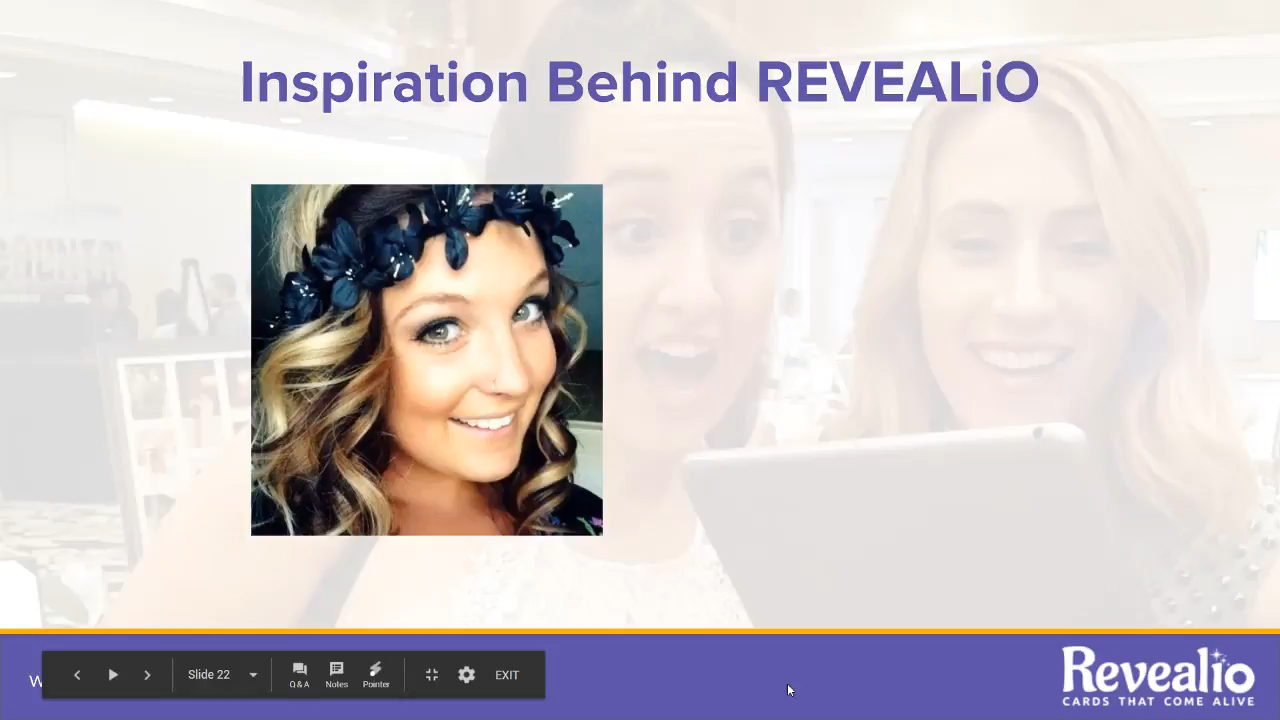 Inspiration Behind REVEALiO
W
Slide 22
Q & A
Notes
Pointer
EXIT
Revealio
CARDS THAT COME ALIVE